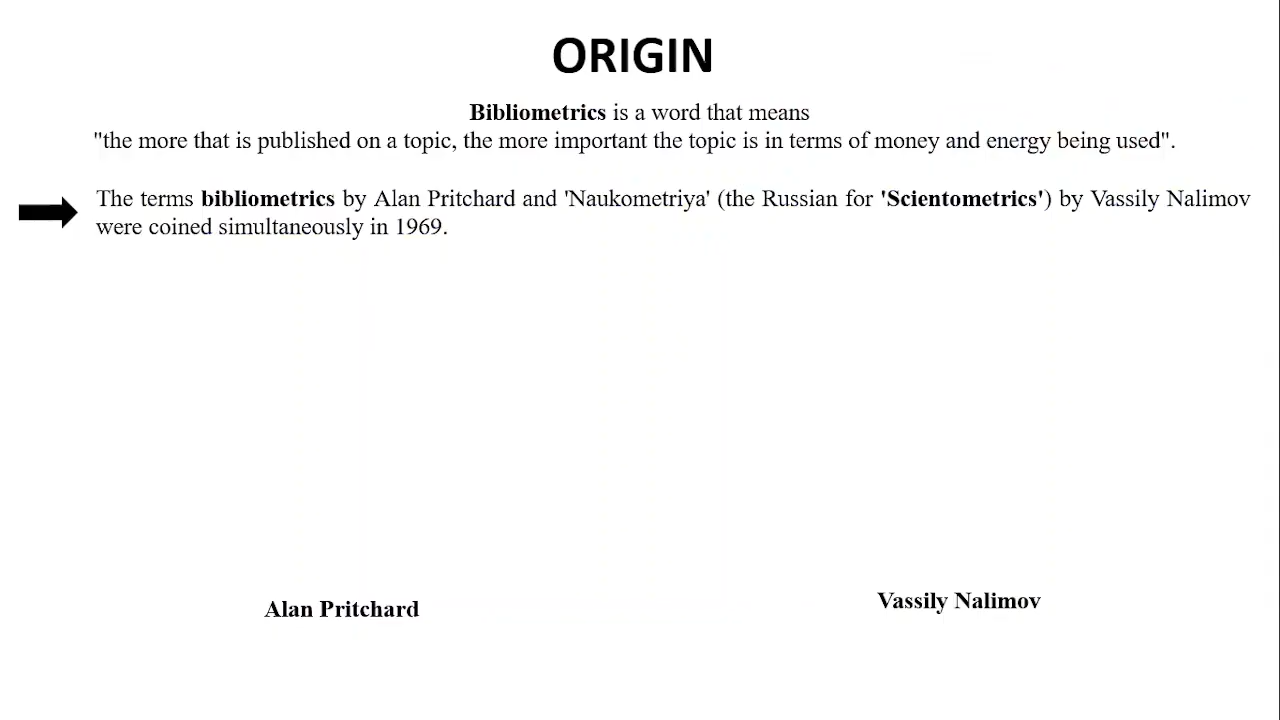 ORIGIN
Bibliometrics is a word that means
"the more that is published on a topic, the more important the topic is in terms of money and energy being used".
The terms bibliometrics by Alan Pritchard and 'Naukometriya' (the Russian for 'Scientometrics') by Vassily Nalimov
were coined simultaneously in 1969.
Alan Pritchard
Vassily Nalimov